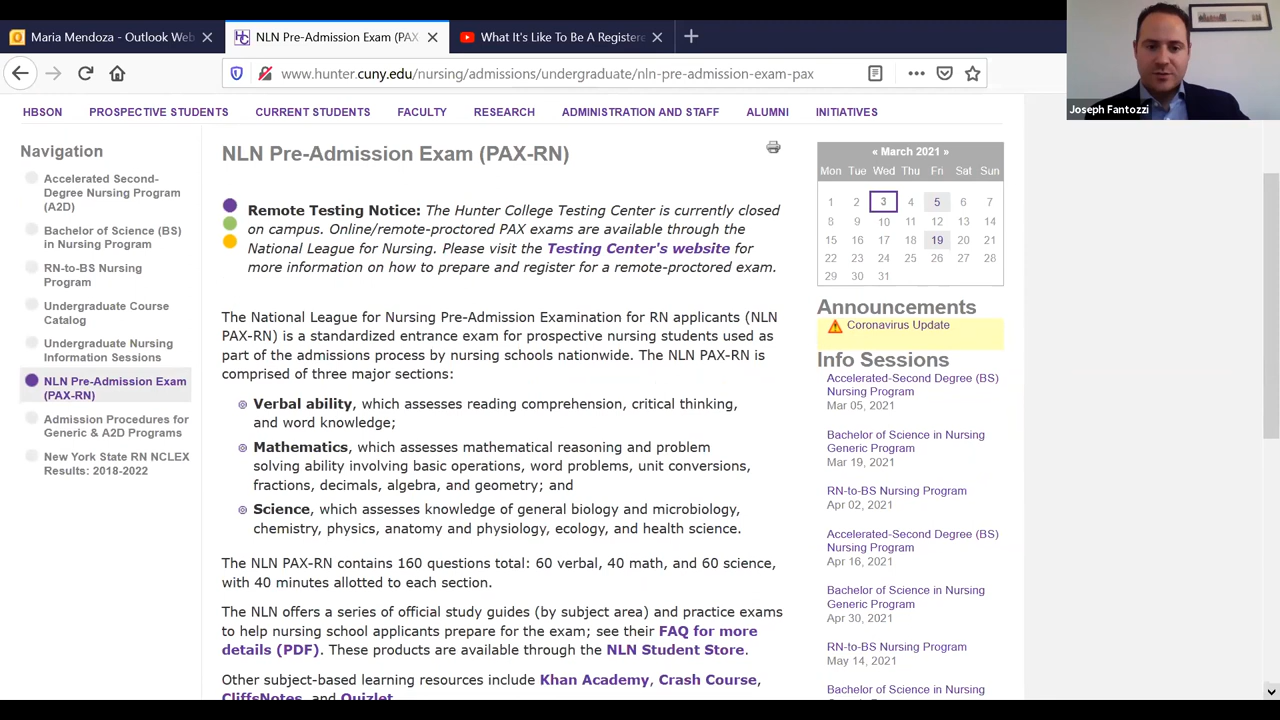 Maria Mendoza - Outlook Web
NLN Pre-Admission Exam (PAX
What It's Like To Be A Registere
www.hunter.cuny.edu/nursing/admissions/undergraduate/nln-pre-admission-exam-pax
Joseph Fantozzi
HBSON
PROSPECTIVE STUDENTS
CURRENT STUDENTS
FACULTY
RESEARCH
ADMINISTRATION AND STAFF
ALUMNI
INITIATIVES
Navigation
Accelerated Second-
Degree Nursing Program
(A2D)
Bachelor of Science (BS)
in Nursing Program
RN-to-BS Nursing
Program
Undergraduate Course
Catalog
Undergraduate Nursing
Information Sessions
NLN Pre-Admission Exam
(PAX-RN)
Admission Procedures for
Generic & A2D Programs
New York State RN NCLEX
Results: 2018-2022
NLN Pre-Admission Exam (PAX-RN)
Remote Testing Notice: The Hunter College Testing Center is currently closed
on campus. Online/remote-proctored PAX exams are available through the
National League for Nursing. Please visit the Testing Center's website for
more information on how to prepare and register for a remote-proctored exam.
The National League for Nursing Pre-Admission Examination for RN applicants (NLN
PAX-RN) is a standardized entrance exam for prospective nursing students used as
part of the admissions process by nursing schools nationwide. The NLN PAX-RN is
comprised of three major sections:
Verbal ability, which assesses reading comprehension, critical thinking,
and word knowledge;
Mathematics, which assesses mathematical reasoning and problem
solving ability involving basic operations, word problems, unit conversions,
fractions, decimals, algebra, and geometry; and
Science, which assesses knowledge of general biology and microbiology,
chemistry, physics, anatomy and physiology, ecology, and health science.
The NLN PAX-RN contains 160 questions total: 60 verbal, 40 math, and 60 science,
with 40 minutes allotted to each section.
The NLN offers a series of official study guides (by subject area) and practice exams
to help nursing school applicants prepare for the exam; see their FAQ for more
details (PDF). These products are available through the NLN Student Store.
Other subject-based learning resources include Khan Academy, Crash Course,
CliffsNotes, and Quizlet.
« March 2021 »
Mon Tue Wed Thu Fri Sat Sun
1 2 3 4 5 6 7
8 9 10 11 12 13 14
15 16 17 18 19 20 21
22 23 24 25 26 27 28
29 30 31
Announcements
Coronavirus Update
Info Sessions
Accelerated-Second Degree (BS)
Nursing Program
Mar 05, 2021
Bachelor of Science in Nursing
Generic Program
Mar 19, 2021
RN-to-BS Nursing Program
Apr 02, 2021
Accelerated-Second Degree (BS)
Nursing Program
Apr 16, 2021
Bachelor of Science in Nursing
Generic Program
Apr 30, 2021
RN-to-BS Nursing Program
May 14, 2021
Bachelor of Science in Nursing